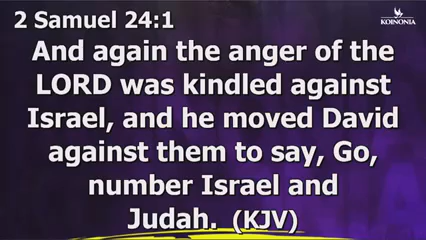 2 Samuel 24:1
KOINONIA
And again the anger of the
LORD was kindled against
Israel, and he moved David
against them to say, Go,
number Israel and
Judah. (KJV)